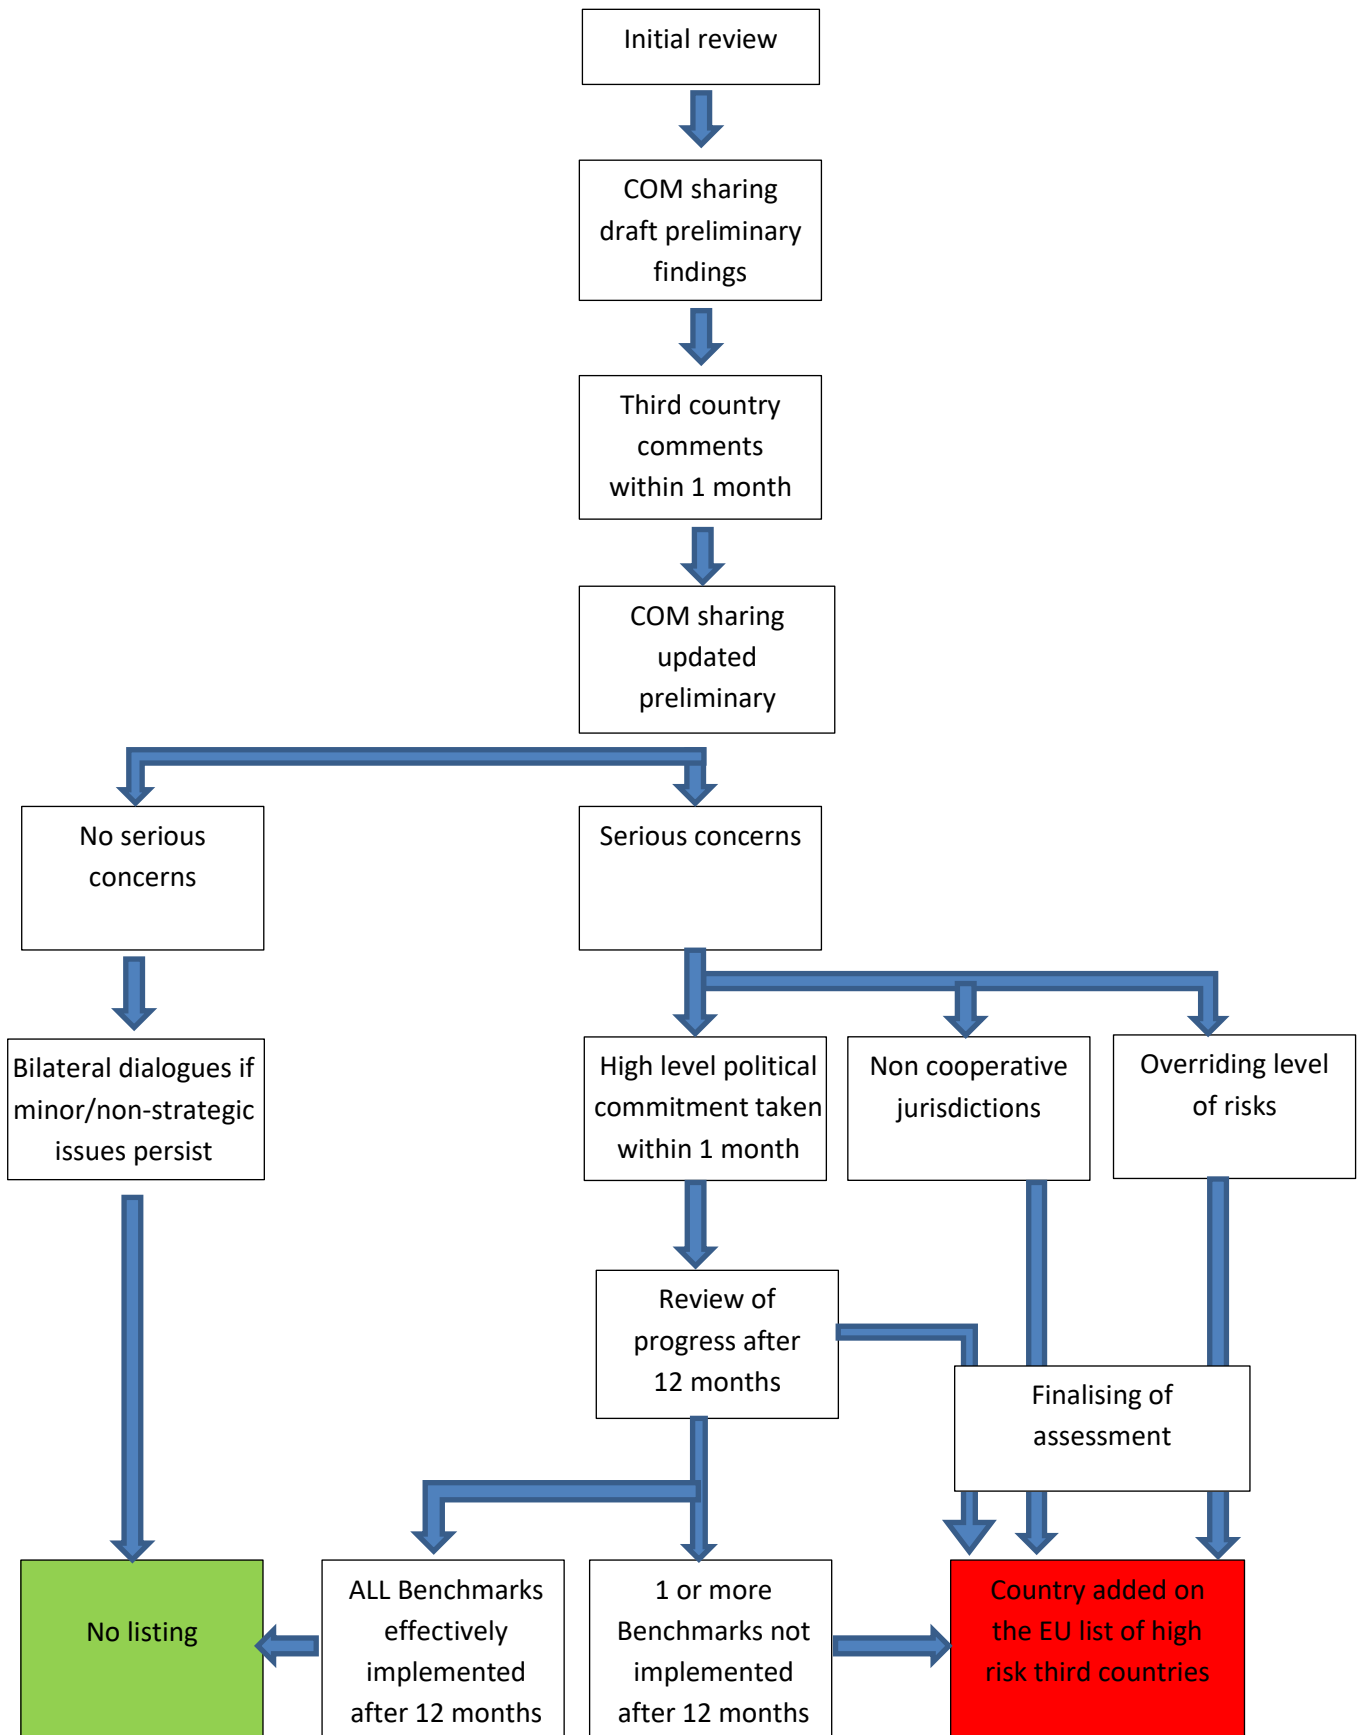 Initial review
COM sharing
draft preliminary
findings
Third country
comments
within 1 month
COM sharing
updated
preliminary
No serious
concerns
Serious concerns
Bilateral dialogues if
minor/non-strategic
issues persist
High level political
commitment taken
within 1 month
Non cooperative
jurisdictions
Overriding level
of risks
Review of
progress after
12 months
Finalising of
assessment
No listing
ALL Benchmarks
effectively
implemented
after 12 months
1 or more
Benchmarks not
implemented
after 12 months
Country added on
the EU list of high
risk third countries